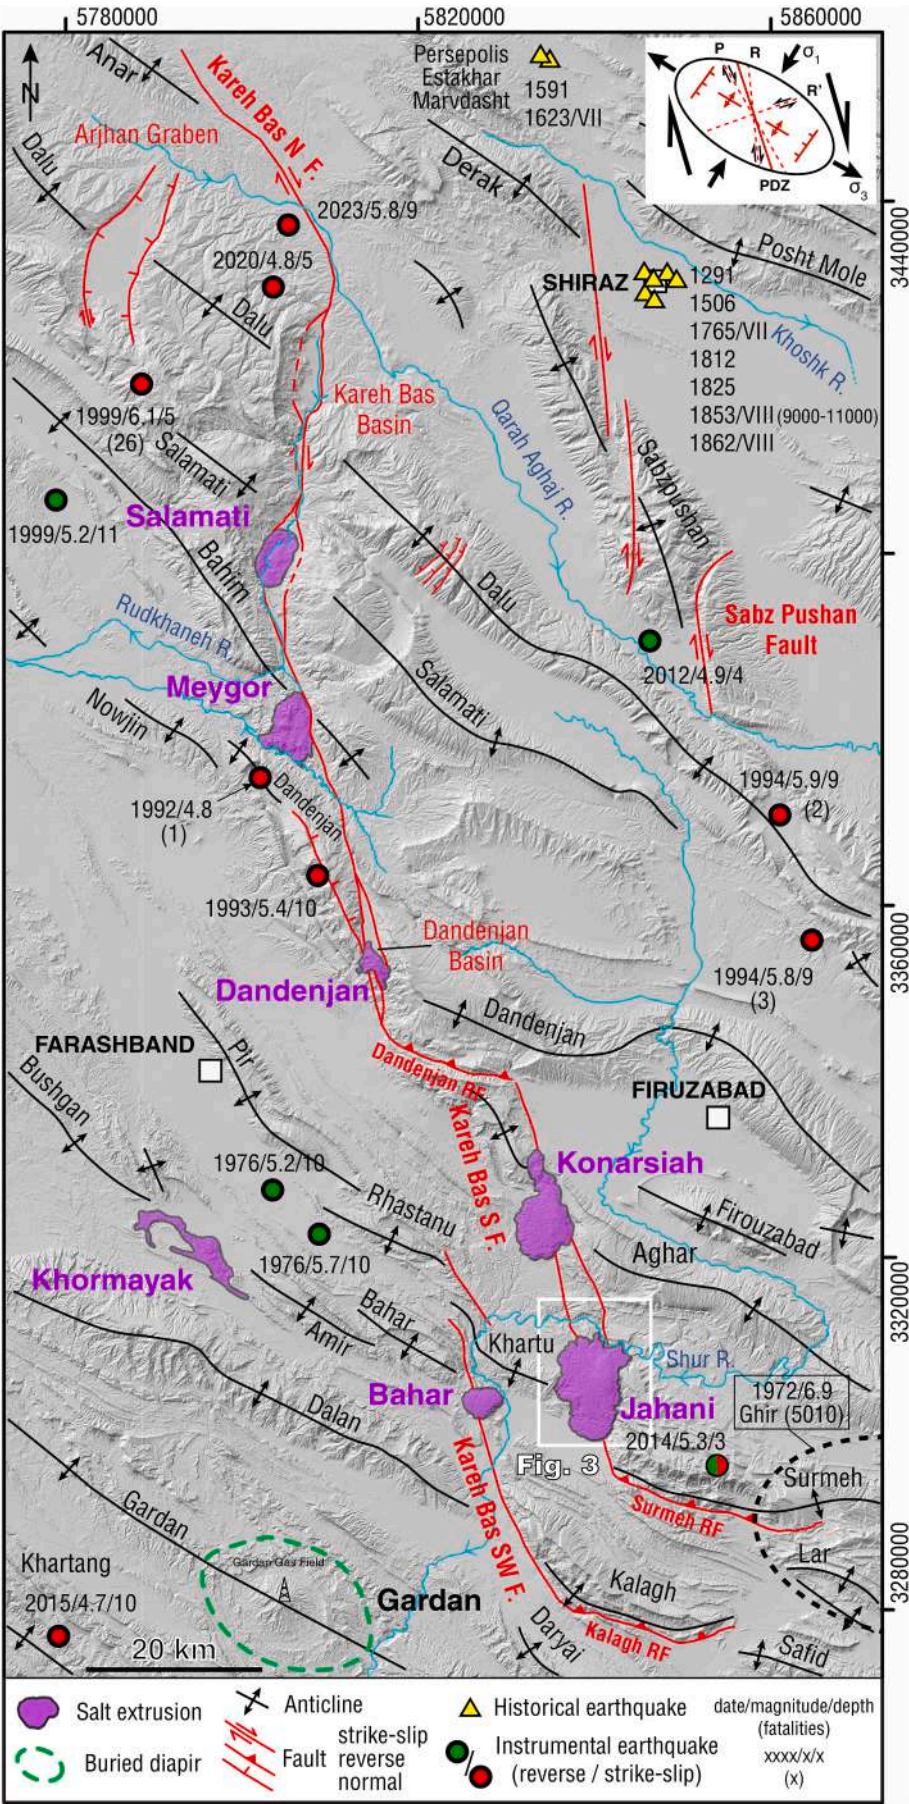 5780000
5820000
5860000
Anar
Kareh Bas N F.
Persepolis
Estakhar
Marvdasht
1591
1623/VII
P
R
σ1
R'
PDZ
σ3
N
Arjhan Graben
Dalu
Derak
2023/5.8/9
2020/4.8/5
Posht Mole
3440000
SHIRAZ
1291
1506
1765/VII
1812
1825
1853/VIII (9000-11000)
1862/VIII
Khoshk R.
Dalu
Kareh Bas
Basin
Qarah Aghaj R.
1999/6,1/5
(26)
Salamati
Sabzpushan
1999/5.2/11
Salamati
Bahim
Dalu
Rudkhaneh R.
Sabz Pushan
Fault
2012/4.9/4
Meygor
Salamati
Nowjin
Dandenjan
1992/4.8
(1)
1994/5.9/9
(2)
1993/5.4/10
Dandenjan
Basin
3360000
1994/5.8/9
(3)
Dandenjan
Dandenjan
FARASHBAND
Pir
Dandenjan RF
FIRUZABAD
Bushgan
Kareh Bas S F.
1976/5.2/10
Konarsiah
Rhastanu
Firouzabad
1976/5.7/10
Aghar
Khormayak
3320000
Bahar
Amir
Khartu
Shur R.
Bahar
Jahani
1972/6.9
Ghir (5010)
Dalan
2014/5.3/3
Fig. 3
Surmeh
Kareh Bas SW F.
Surmeh RF
Gardan
Lar
3280000
Khartang
Gardan Gas Field
Kalagh
2015/4.7/10
Gardan
Kalagh RF
Daryai
Safid
20 km
Salt extrusion
Anticline
Historical earthquake
date/magnitude/depth
(fatalities)
Buried diapir
Fault
strike-slip
reverse
normal
Instrumental earthquake
(reverse / strike-slip)
xxxx/x/x
(x)